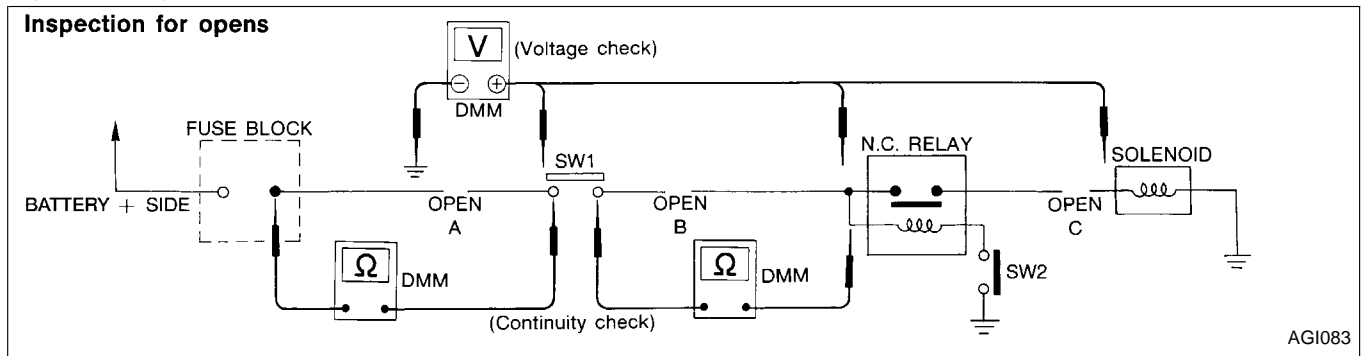 Inspection for opens
V
(Voltage check)
− +
DMM
FUSE BLOCK
N.C. RELAY
SOLENOID
SW1
BATTERY + SIDE
OPEN
A
OPEN
B
OPEN
C
Ω
DMM
Ω
DMM
SW2
(Continuity check)
AGI083